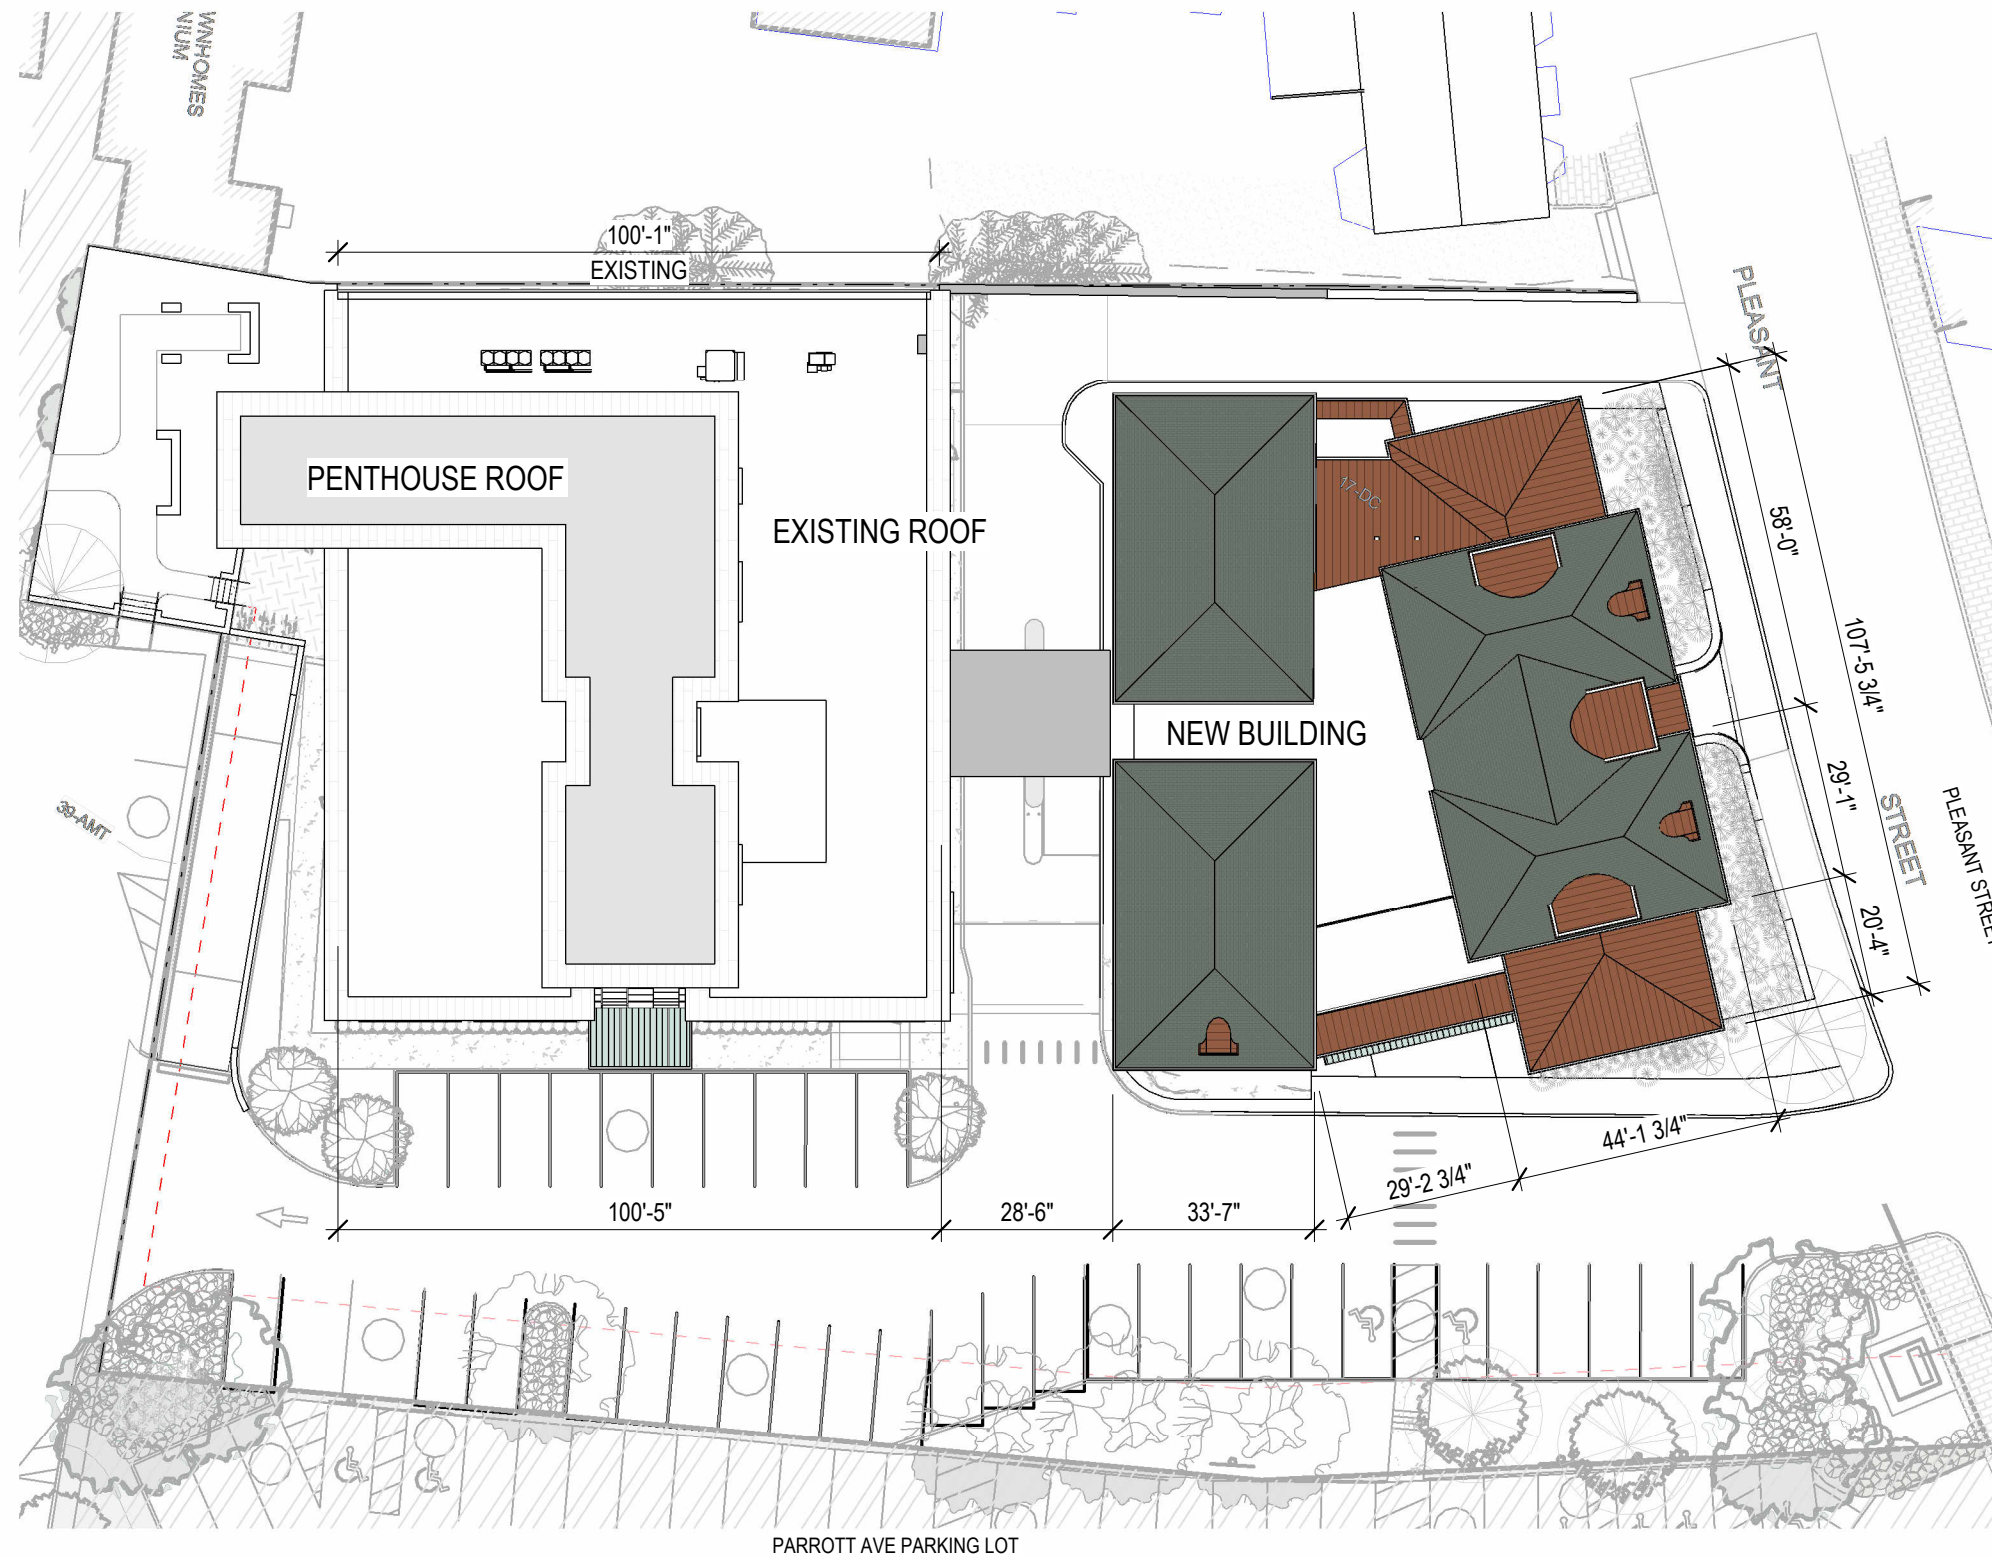 WNHOMES
NIUM
100'-1"
EXISTING
PLEASANT
PENTHOUSE ROOF
EXISTING ROOF
17-DC
58'-0"
107'-5 3/4"
NEW BUILDING
29'-1"
STREET
PLEASANT STREET
39-AMT
20'-4"
44'-1 3/4"
29'-2 3/4"
100'-5"
28'-6"
33'-7"
PARROTT AVE PARKING LOT